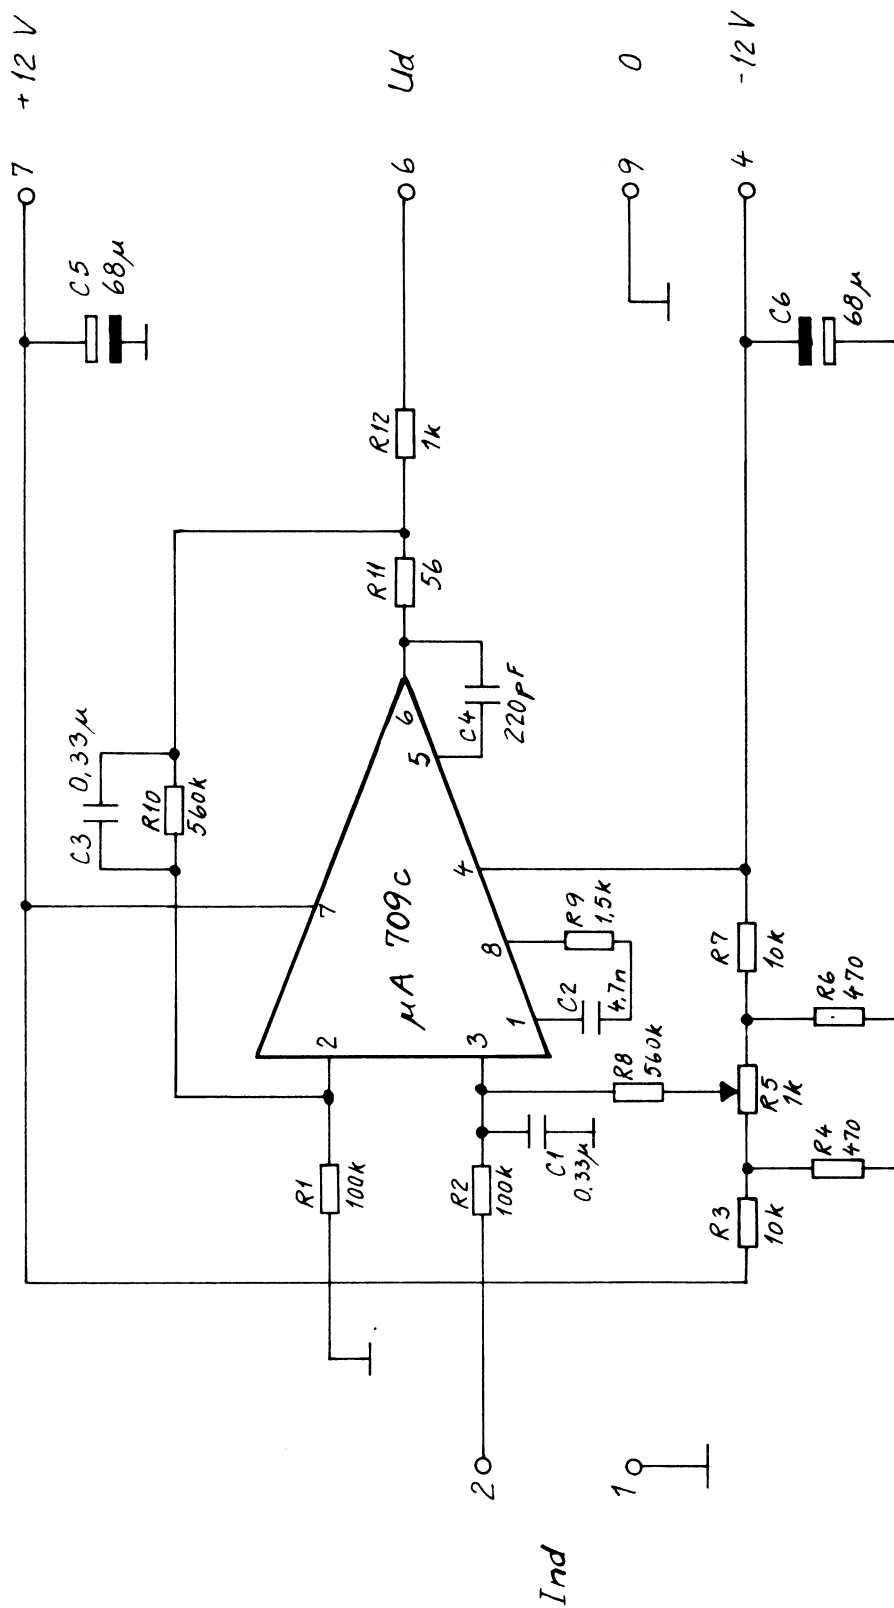 7 +12V
C5
68μ
C3 0,33μ
R10
560k
7
R12
1k
R11
56
6 Ud
6
5
C4
220pF
μA 709c
2
3
4
8
1
R9
1,5k
C2
4,7n
R1
100k
R2
100k
C1
0,33μ
R8
560k
2
Ind
1
9 0
R3
10k
R4
470
R5
1k
R6
470
R7
10k
C6
68μ
4 -12V